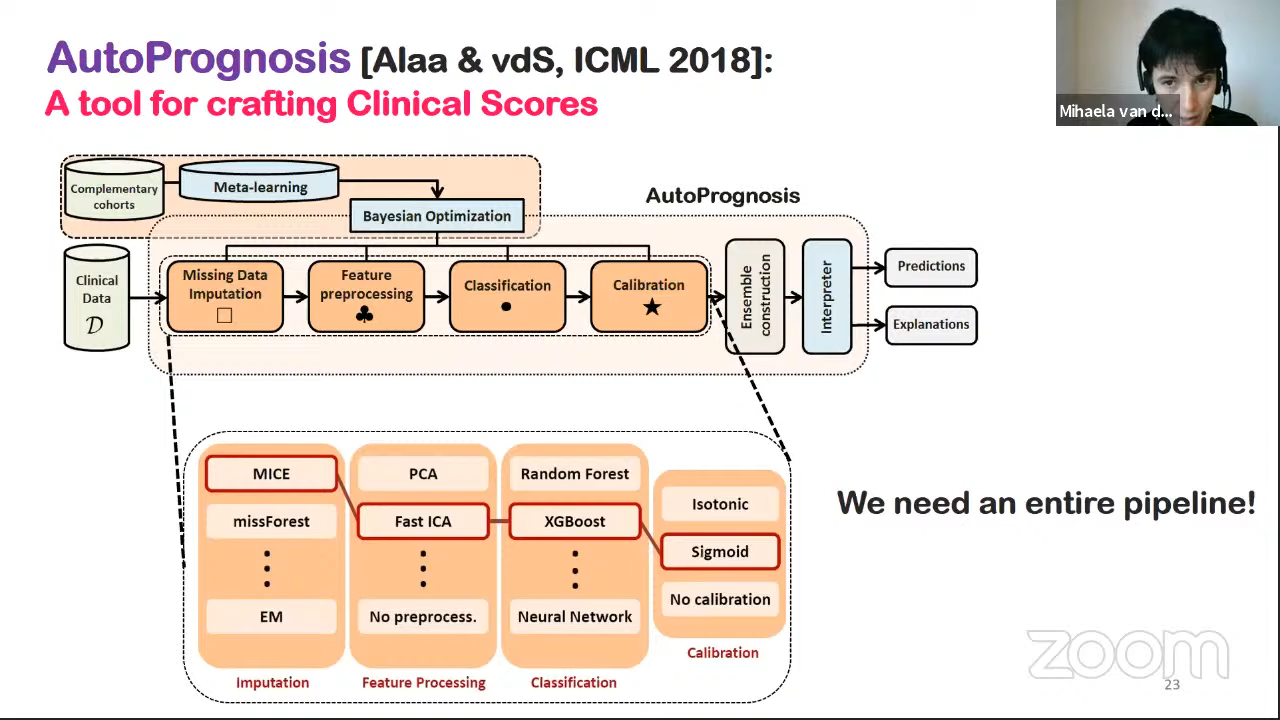 AutoPrognosis [Alaa & vdS, ICML 2018]:
A tool for crafting Clinical Scores
Mihaela van d...
Complementary
cohorts
Meta-learning
Bayesian Optimization
AutoPrognosis
Clinical
Data
𝒟
Missing Data
Imputation
□
Feature
preprocessing
♣
Classification
●
Calibration
★
Ensemble
construction
Interpreter
Predictions
Explanations
MICE
missForest
EM
Imputation
PCA
Fast ICA
No preprocess.
Feature Processing
Random Forest
XGBoost
Neural Network
Classification
Isotonic
Sigmoid
No calibration
Calibration
We need an entire pipeline!
zoom
23